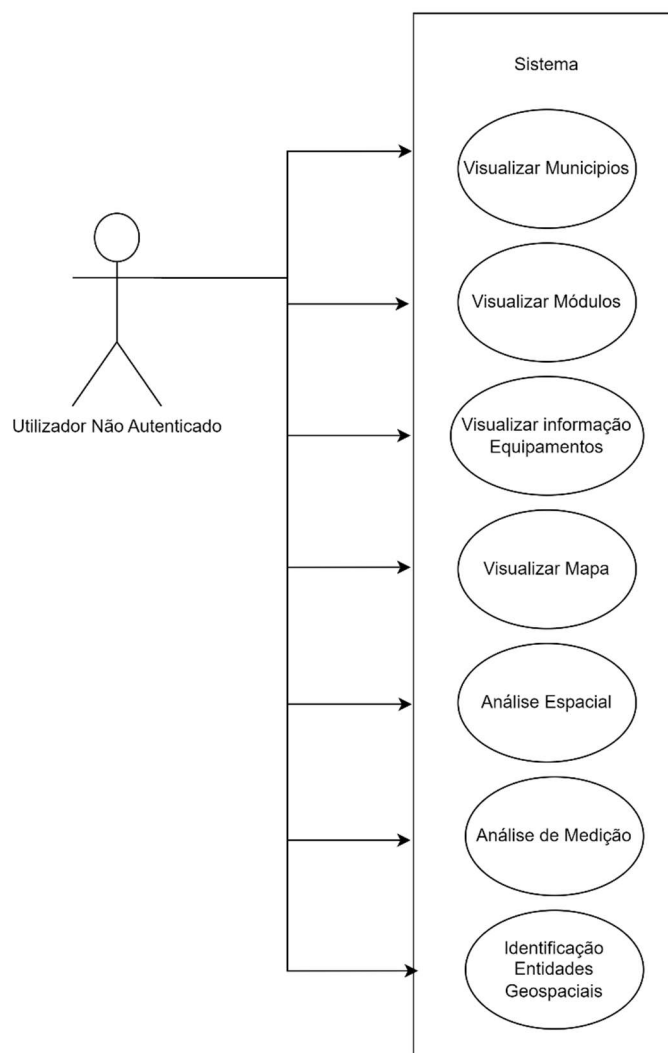 Sistema
Visualizar Municipios
Visualizar Módulos
Utilizador Não Autenticado
Visualizar informação
Equipamentos
Visualizar Mapa
Análise Espacial
Análise de Medição
Identificação
Entidades
Geospaciais